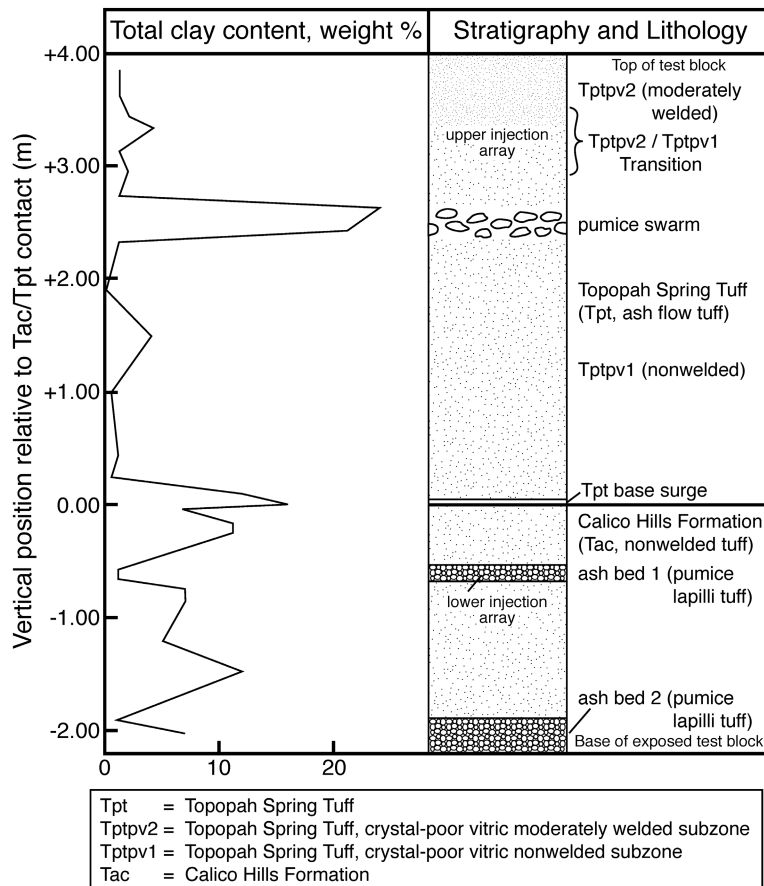 Total clay content, weight %
Stratigraphy and Lithology
Vertical position relative to Tac/Tpt contact (m)
+4.00
+3.00
+2.00
+1.00
0.00
-1.00
-2.00
0
10
20
upper injection
array
lower injection
array
Top of test block
Tptpv2 (moderately
welded)
Tptpv2 / Tptpv1
Transition
pumice swarm
Topopah Spring Tuff
(Tpt, ash flow tuff)
Tptpv1 (nonwelded)
Tpt base surge
Calico Hills Formation
(Tac, nonwelded tuff)
ash bed 1 (pumice
lapilli tuff)
ash bed 2 (pumice
lapilli tuff)
Base of exposed test block
Tpt = Topopah Spring Tuff
Tptpv2 = Topopah Spring Tuff, crystal-poor vitric moderately welded subzone
Tptpv1 = Topopah Spring Tuff, crystal-poor vitric nonwelded subzone
Tac = Calico Hills Formation